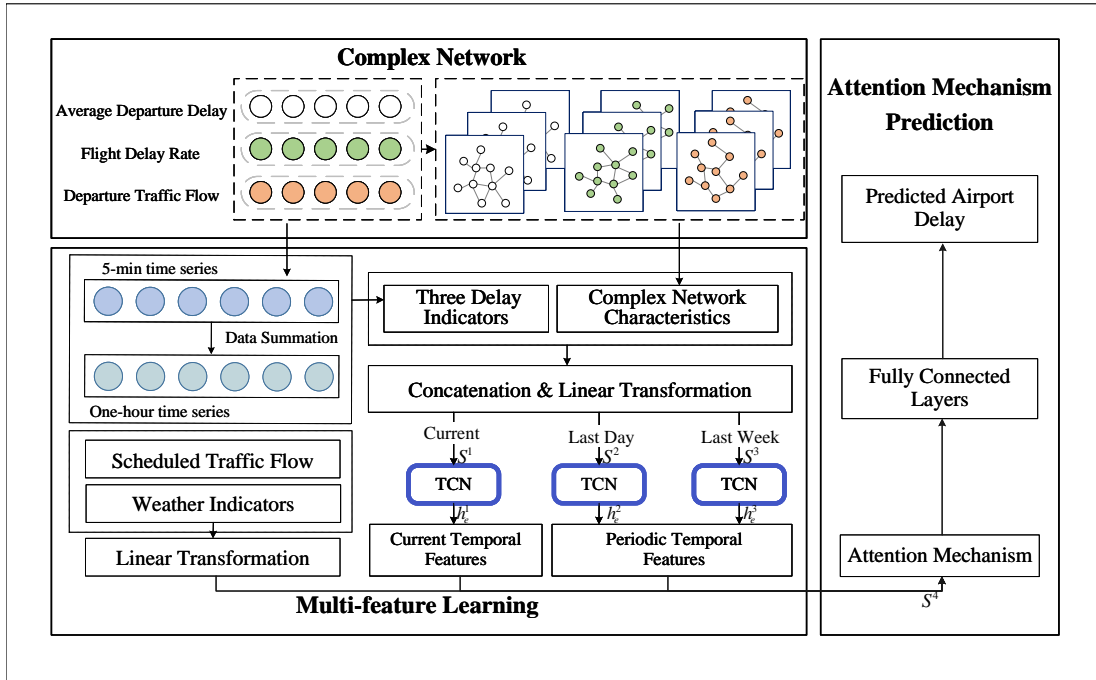 Complex Network
Average Departure Delay
Flight Delay Rate
Departure Traffic Flow
5-min time series
Data Summation
One-hour time series
Three Delay
Indicators
Complex Network
Characteristics
Concatenation & Linear Transformation
Current
Last Day
Last Week
S¹
S²
S³
TCN
TCN
TCN
hₑ¹
hₑ²
hₑ³
Scheduled Traffic Flow
Weather Indicators
Linear Transformation
Current Temporal
Features
Periodic Temporal
Features
Multi-feature Learning
S⁴
Attention Mechanism
Prediction
Predicted Airport
Delay
Fully Connected
Layers
Attention Mechanism